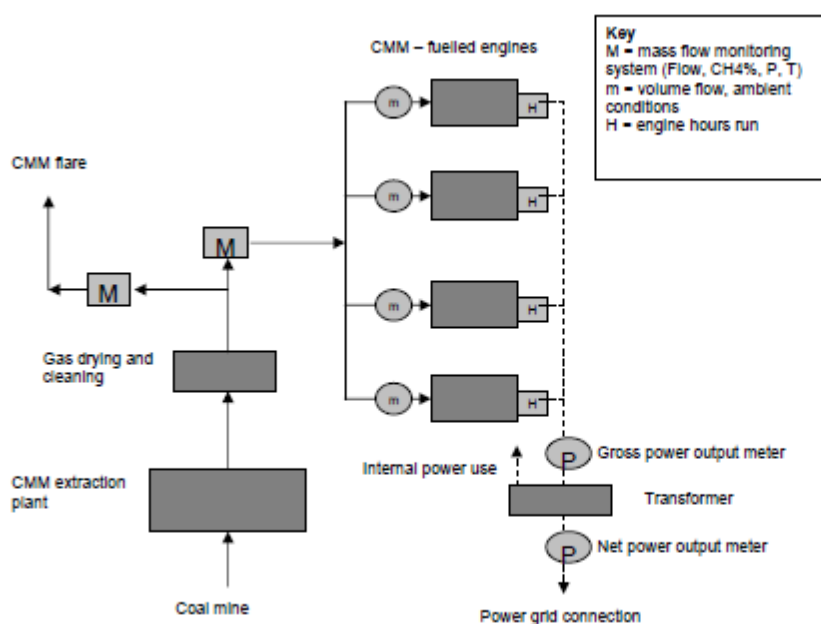 CMM – fuelled engines
Key
M = mass flow monitoring
system (Flow, CH4%, P, T)
m = volume flow, ambient
conditions
H = engine hours run
CMM flare
m
H
m
H
M
M
m
H
Gas drying and
cleaning
m
H
P
Gross power output meter
Internal power use
CMM extraction
plant
Transformer
P
Net power output meter
Coal mine
Power grid connection